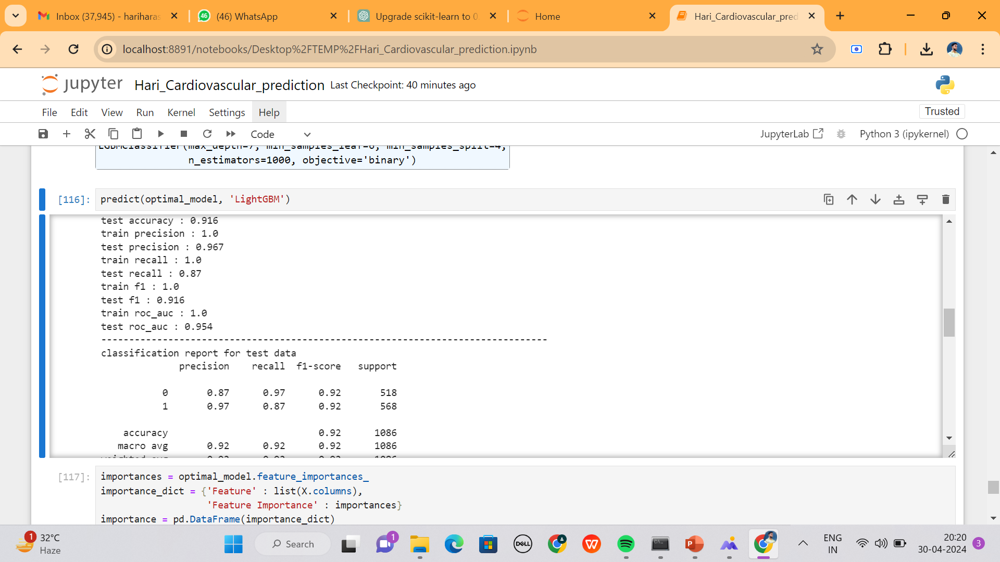 Inbox (37,945) - hariharas
(46) WhatsApp
Upgrade scikit-learn to 0.
Home
Hari_Cardiovascular_pred
localhost:8891/notebooks/Desktop%2FTEMP%2FHari_Cardiovascular_prediction.ipynb
jupyter Hari_Cardiovascular_prediction Last Checkpoint: 40 minutes ago
File Edit View Run Kernel Settings Help Trusted
Code JupyterLab Python 3 (ipykernel)
LGBMClassifier(max_depth=7, min_samples_leaf=6, min_samples_split=4,
n_estimators=1000, objective='binary')
[116]: predict(optimal_model, 'LightGBM')
test accuracy : 0.916
train precision : 1.0
test precision : 0.967
train recall : 1.0
test recall : 0.87
train f1 : 1.0
test f1 : 0.916
train roc_auc : 1.0
test roc_auc : 0.954
--------------------------------------------------------------------------------
classification report for test data
precision recall f1-score support
0 0.87 0.97 0.92 518
1 0.97 0.87 0.92 568
accuracy 0.92 1086
macro avg 0.92 0.92 0.92 1086
[117]: importances = optimal_model.feature_importances_
importance_dict = {'Feature' : list(X.columns),
'Feature Importance' : importances}
importance = pd.DataFrame(importance_dict)
1
32°C
Haze
Search
1
DELL
ENG
IN
20:20
30-04-2024
3